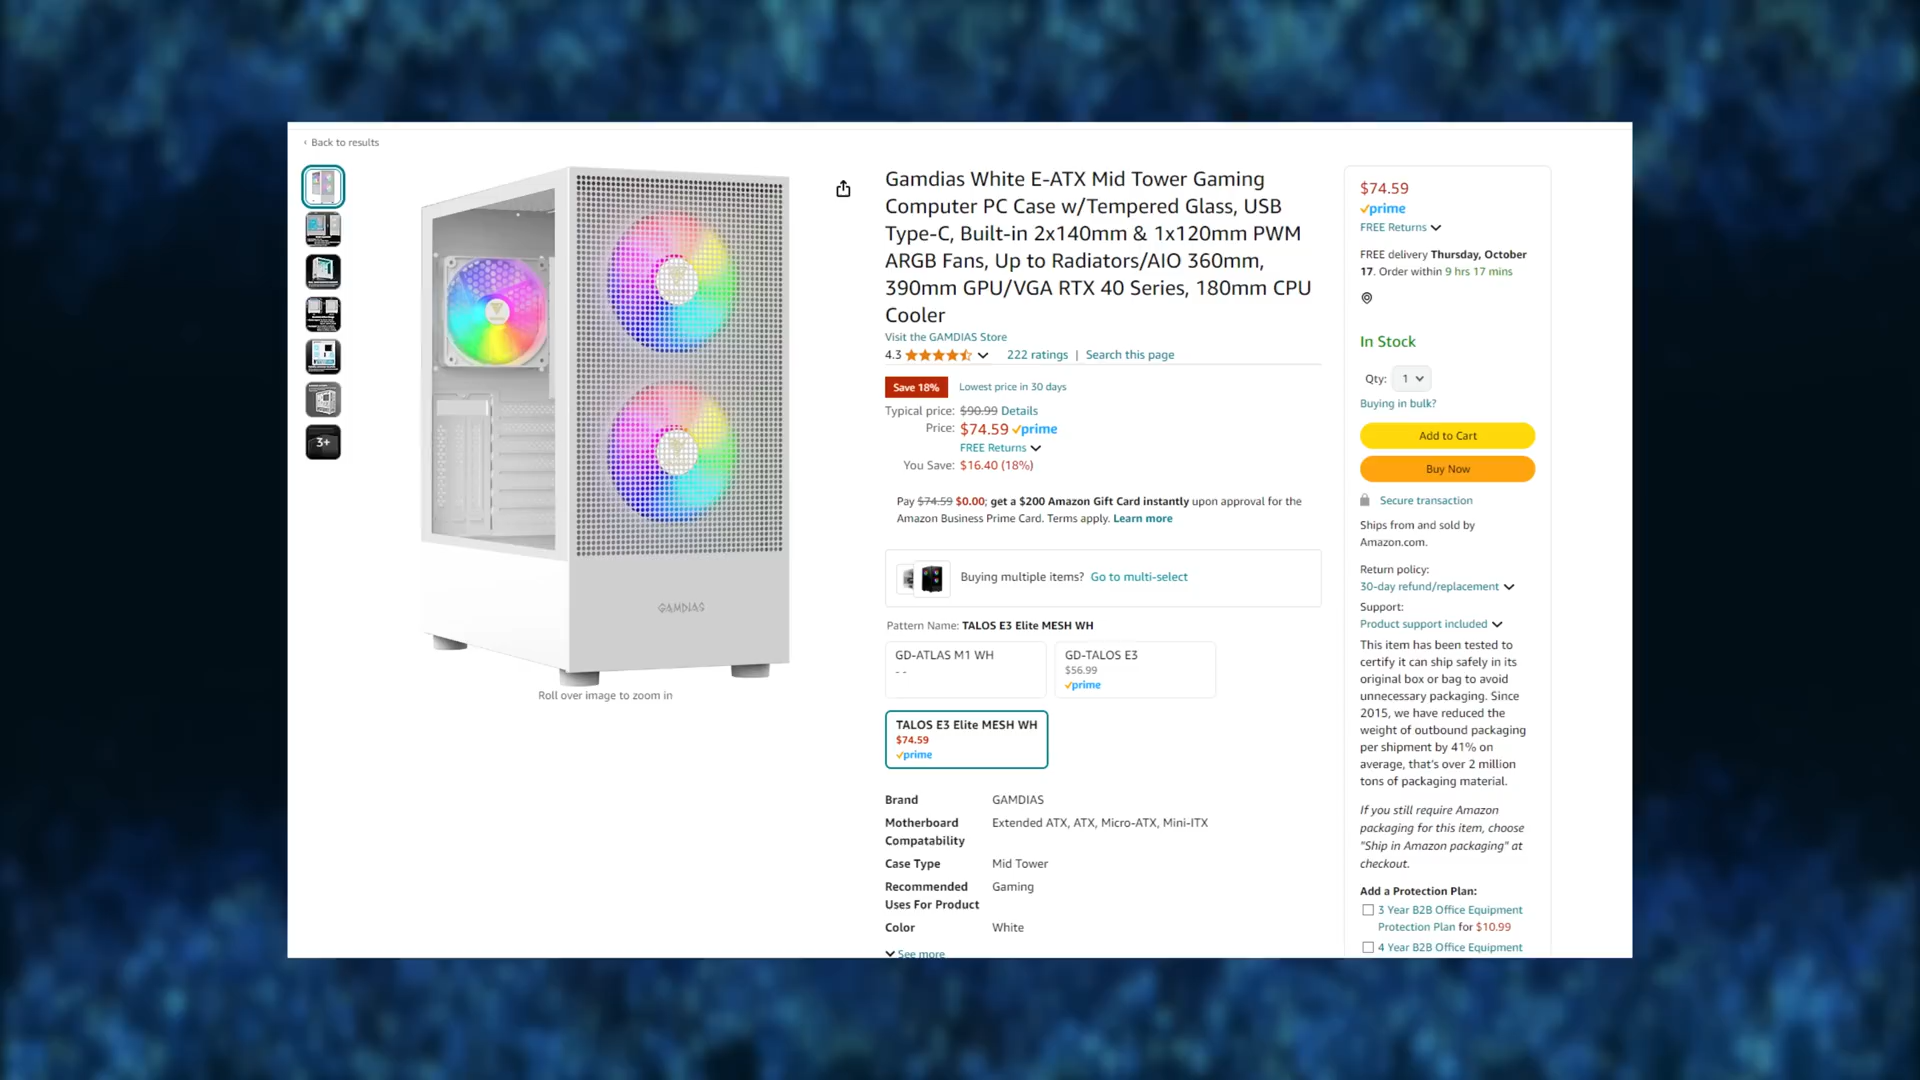 ‹ Back to results
3+
GAMDIAS
Roll over image to zoom in
Gamdias White E-ATX Mid Tower Gaming
Computer PC Case w/Tempered Glass, USB
Type-C, Built-in 2x140mm & 1x120mm PWM
ARGB Fans, Up to Radiators/AIO 360mm,
390mm GPU/VGA RTX 40 Series, 180mm CPU
Cooler
Visit the GAMDIAS Store
4.3 222 ratings | Search this page
Save 18% Lowest price in 30 days
Typical price: $90.99 Details
Price: $74.59 prime
FREE Returns
You Save: $16.40 (18%)
Pay $74.59 $0.00; get a $200 Amazon Gift Card instantly upon approval for the
Amazon Business Prime Card. Terms apply. Learn more
Buying multiple items? Go to multi-select
Pattern Name: TALOS E3 Elite MESH WH
GD-ATLAS M1 WH
- -
GD-TALOS E3
$56.99
prime
TALOS E3 Elite MESH WH
$74.59
prime
Brand GAMDIAS
Motherboard Extended ATX, ATX, Micro-ATX, Mini-ITX
Compatability
Case Type Mid Tower
Recommended Gaming
Uses For Product
Color White
See more
$74.59
prime
FREE Returns
FREE delivery Thursday, October
17. Order within 9 hrs 17 mins
In Stock
Qty: 1
Buying in bulk?
Add to Cart
Buy Now
Secure transaction
Ships from and sold by
Amazon.com.
Return policy:
30-day refund/replacement
Support:
Product support included
This item has been tested to
certify it can ship safely in its
original box or bag to avoid
unnecessary packaging. Since
2015, we have reduced the
weight of outbound packaging
per shipment by 41% on
average, that's over 2 million
tons of packaging material.
If you still require Amazon
packaging for this item, choose
"Ship in Amazon packaging" at
checkout.
Add a Protection Plan:
3 Year B2B Office Equipment
Protection Plan for $10.99
4 Year B2B Office Equipment